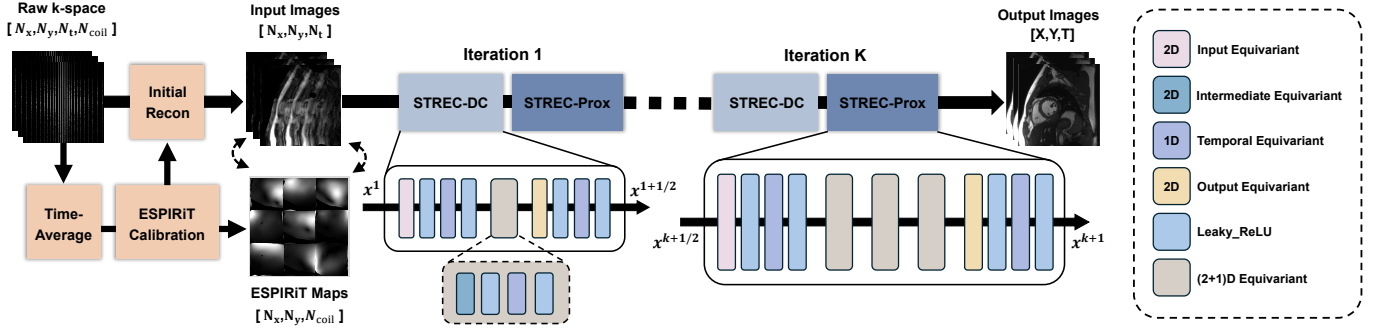 Raw k-space
[ N_x,N_y,N_t,N_coil]
Initial
Recon
Time-
Average
ESPIRiT
Calibration
Input Images
[ N_x,N_y,N_t]
ESPIRiT Maps
[ N_x,N_y,N_coil]
Iteration 1
STREC-DC
STREC-Prox
x^1
x^{1+1/2}
Iteration K
STREC-DC
STREC-Prox
x^{k+1/2}
x^{k+1}
Output Images
[X,Y,T]
2D
Input Equivariant
2D
Intermediate Equivariant
1D
Temporal Equivariant
2D
Output Equivariant
Leaky_ReLU
(2+1)D Equivariant